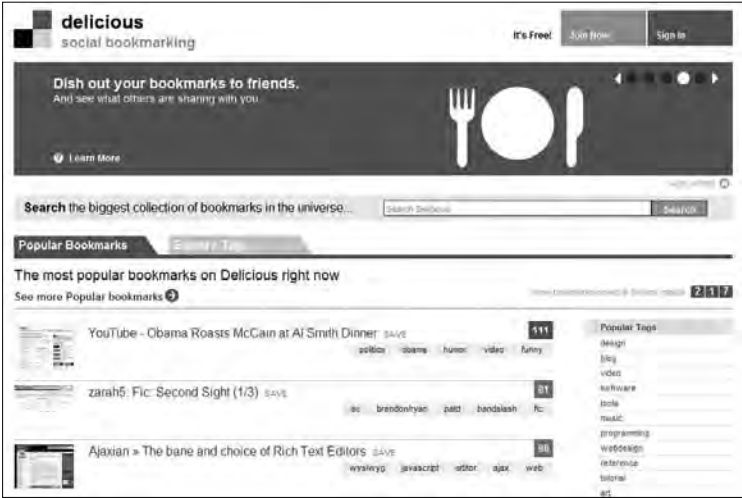 delicious
social bookmarking
It's Free!
Join Now
Sign In
Dish out your bookmarks to friends.
And see what others are sharing with you.
Learn More
Search the biggest collection of bookmarks in the universe...
Search Delicious
Search
Popular Bookmarks
Explore Tags
The most popular bookmarks on Delicious right now
See more Popular bookmarks
2 1 7
YouTube - Obama Roasts McCain at Al Smith Dinner SAVE
111
politics obama humor video funny
zarah5: Fic: Second Sight (1/3) SAVE
brendon/ryan bandslash fic
Ajaxian » The bane and choice of Rich Text Editors SAVE
wysiwyg javascript editor ajax web
Popular Tags
design
blog
video
software
tools
music
programming
webdesign
reference
tutorial
art